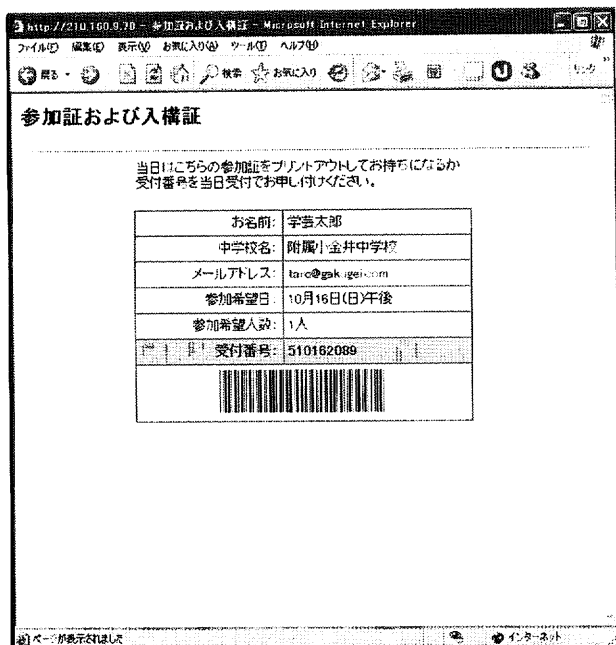 http://210.160.9.70 - 参加証および入構証 - Microsoft Internet Explorer
ファイル(F) 編集(E) 表示(V) お気に入り(A) ツール(T) ヘルプ(H)
戻る 検索 お気に入り リンク
参加証および入構証
当日はこちらの参加証をプリントアウトしてお持ちになるか
受付番号を当日受付でお申し付けください。
お名前: 学芸太郎
中学校名: 附属小金井中学校
メールアドレス: taro@gakugei.com
参加希望日: 10月16日(日)午後
参加希望人数: 1人
受付番号: 510162089
ページが表示されました インターネット